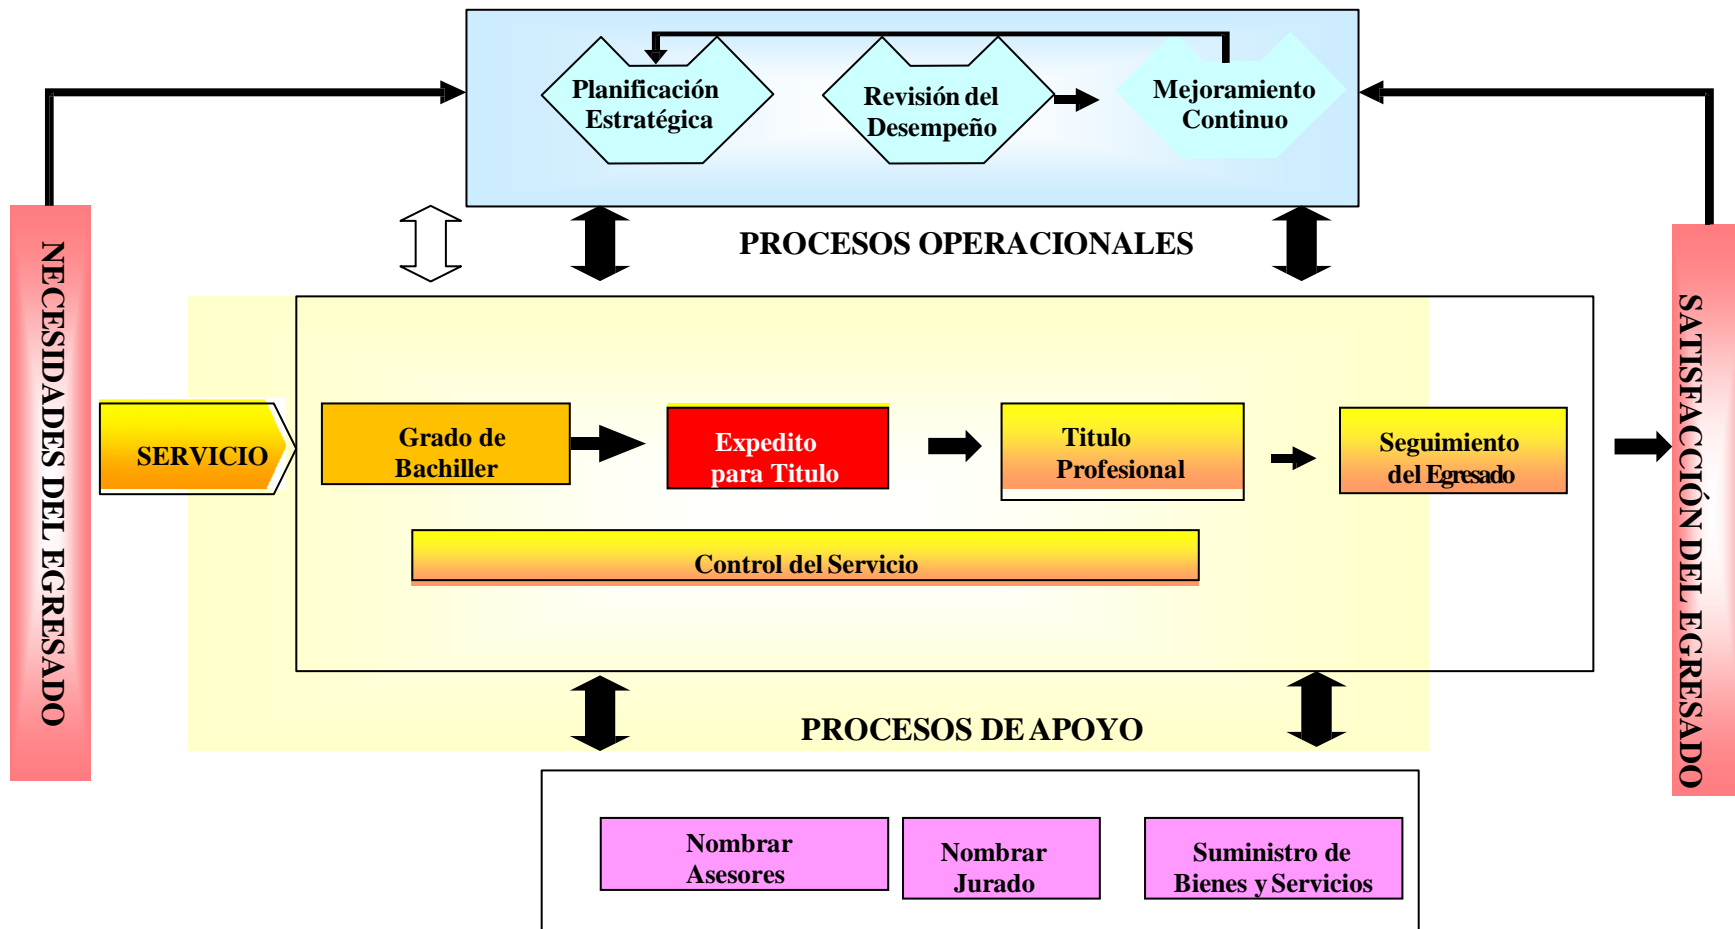 Planificación
Estratégica
Revisión del
Desempeño
Mejoramiento
Continuo
PROCESOS OPERACIONALES
NECESIDADES DEL EGRESADO
SERVICIO
Grado de
Bachiller
Expedito
para Titulo
Titulo
Profesional
Seguimiento
del Egresado
Control del Servicio
SATISFACCIÓN DEL EGRESADO
PROCESOS DE APOYO
Nombrar
Asesores
Nombrar
Jurado
Suministro de
Bienes y Servicios